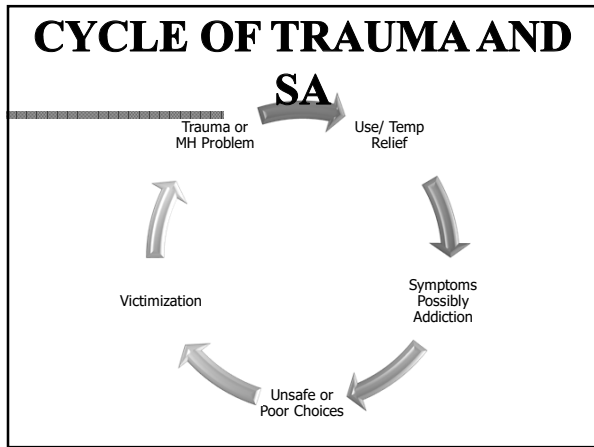 CYCLE OF TRAUMA AND
SA
Trauma or
MH Problem
Use/ Temp
Relief
Symptoms
Possibly
Addiction
Unsafe or
Poor Choices
Victimization